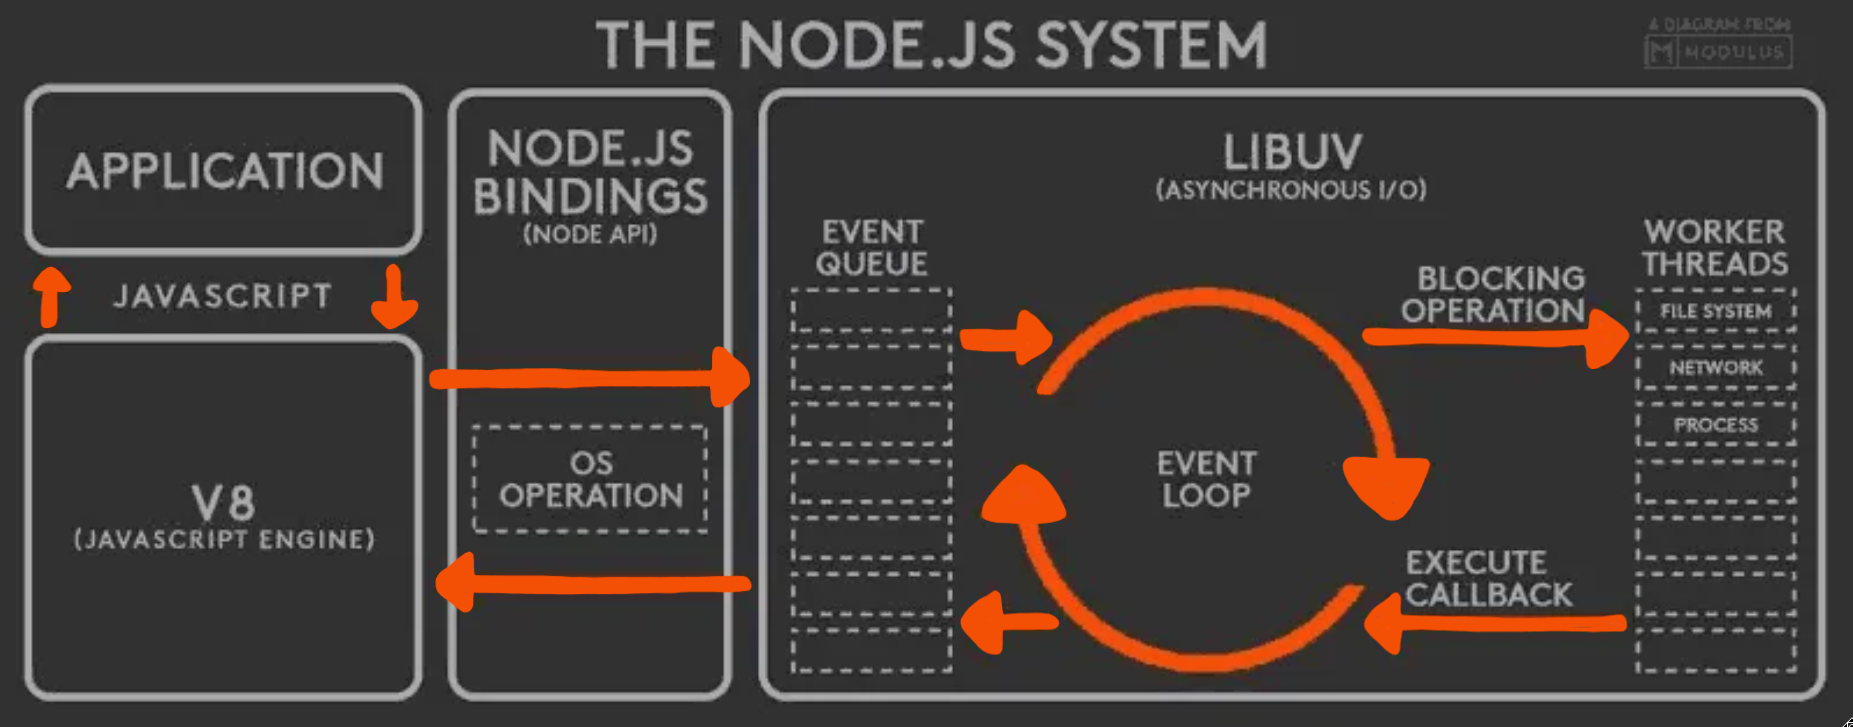 THE NODE.JS SYSTEM
A DIAGRAM FROM
M MODULUS
APPLICATION
JAVASCRIPT
V8
(JAVASCRIPT ENGINE)
NODE.JS
BINDINGS
(NODE API)
OS
OPERATION
LIBUV
(ASYNCHRONOUS I/O)
EVENT
QUEUE
EVENT
LOOP
BLOCKING
OPERATION
EXECUTE
CALLBACK
WORKER
THREADS
FILE SYSTEM
NETWORK
PROCESS